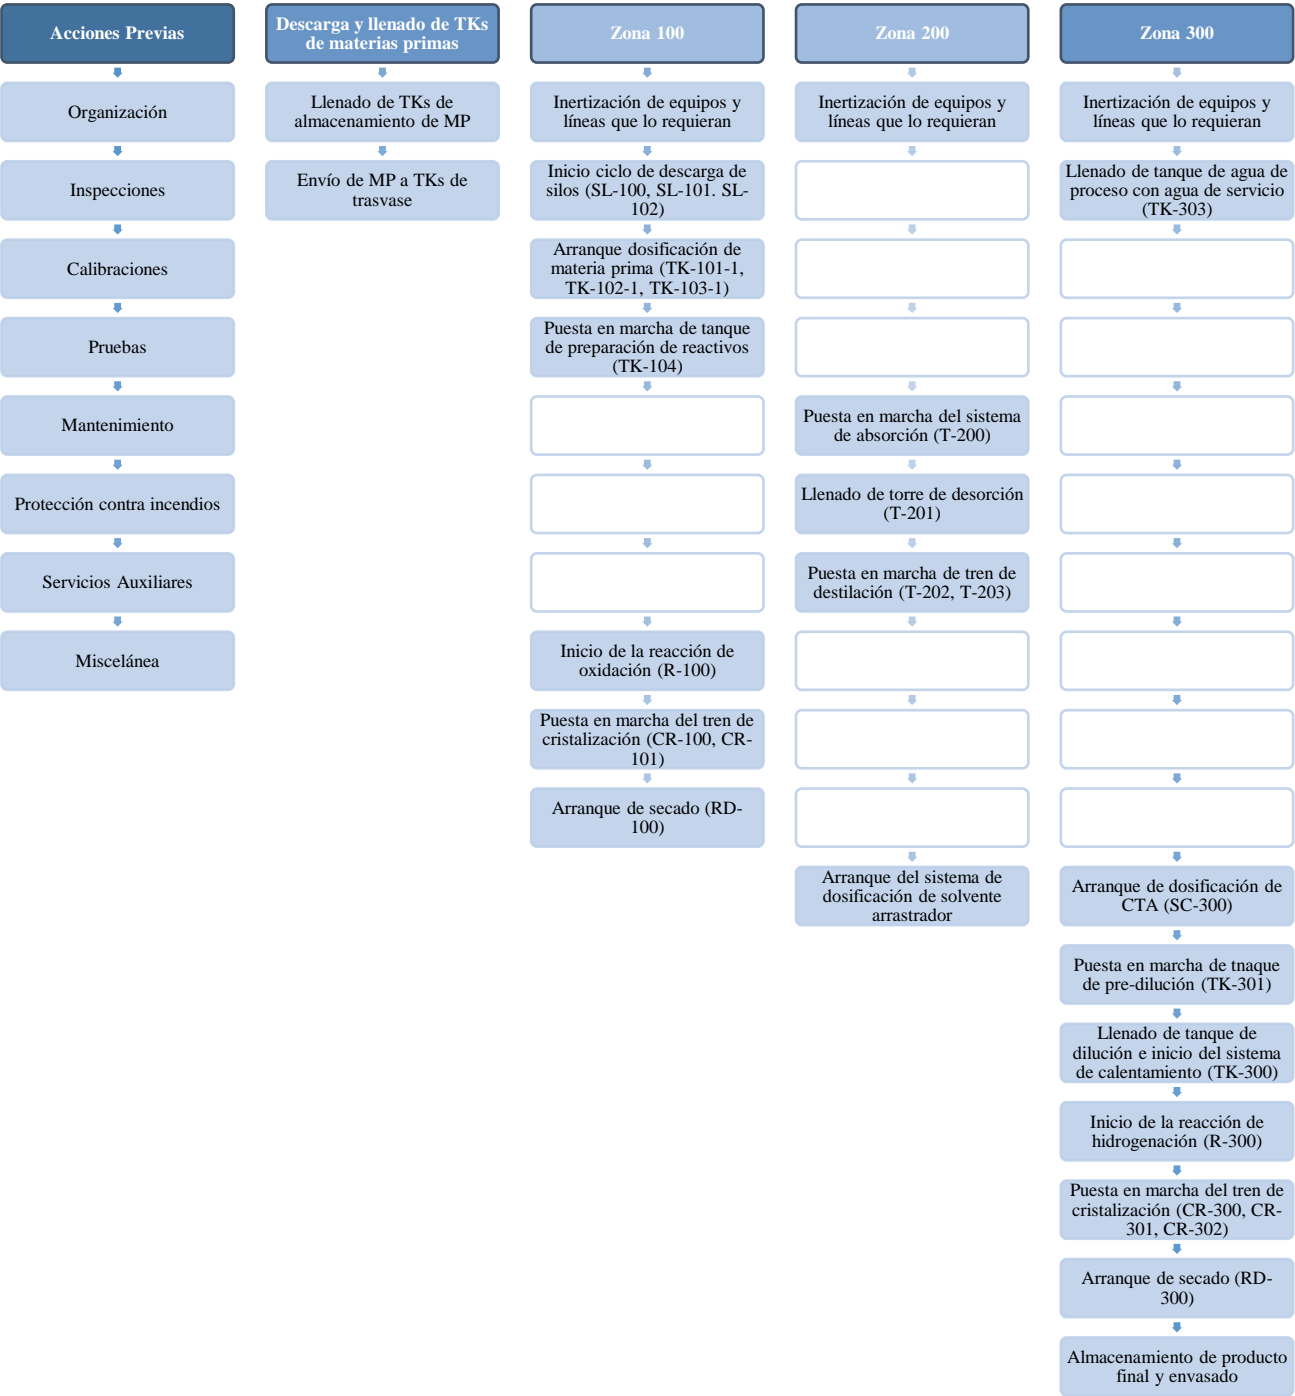 Acciones Previas
Organización
Inspecciones
Calibraciones
Pruebas
Mantenimiento
Protección contra incendios
Servicios Auxiliares
Miscelánea
Descarga y llenado de TKs
de materias primas
Llenado de TKs de
almacenamiento de MP
Envío de MP a TKs de
trasvase
Zona 100
Inertización de equipos y
líneas que lo requieran
Inicio ciclo de descarga de
silos (SL-100, SL-101. SL-
102)
Arranque dosificación de
materia prima (TK-101-1,
TK-102-1, TK-103-1)
Puesta en marcha de tanque
de preparación de reactivos
(TK-104)
Inicio de la reacción de
oxidación (R-100)
Puesta en marcha del tren de
cristalización (CR-100, CR-
101)
Arranque de secado (RD-
100)
Zona 200
Inertización de equipos y
líneas que lo requieran
Puesta en marcha del sistema
de absorción (T-200)
Llenado de torre de desorción
(T-201)
Puesta en marcha de tren de
destilación (T-202, T-203)
Arranque del sistema de
dosificación de solvente
arrastrador
Zona 300
Inertización de equipos y
líneas que lo requieran
Llenado de tanque de agua de
proceso con agua de servicio
(TK-303)
Arranque de dosificación de
CTA (SC-300)
Puesta en marcha de tnaque
de pre-dilución (TK-301)
Llenado de tanque de
dilución e inicio del sistema
de calentamiento (TK-300)
Inicio de la reacción de
hidrogenación (R-300)
Puesta en marcha del tren de
cristalización (CR-300, CR-
301, CR-302)
Arranque de secado (RD-
300)
Almacenamiento de producto
final y envasado